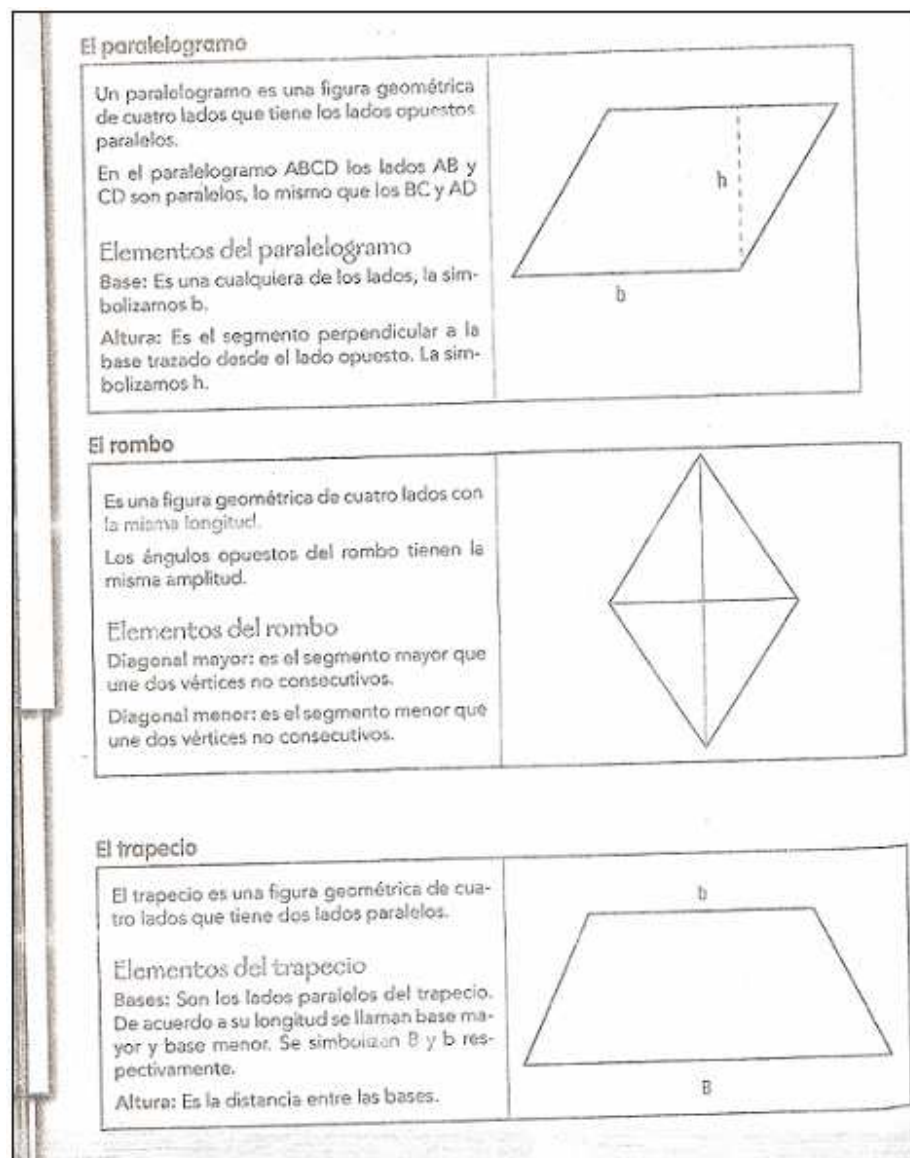 El paralelogramo
Un paralelogramo es una figura geométrica
de cuatro lados que tiene los lados opuestos
paralelos.
En el paralelogramo ABCD los lados AB y
CD son paralelos, lo mismo que los BC y AD
Elementos del paralelogramo
Base: Es una cualquiera de los lados, la sim-
bolizamos b.
Altura: Es el segmento perpendicular a la
base trazado desde el lado opuesto. La sim-
bolizamos h.
h
b
El rombo
Es una figura geométrica de cuatro lados con
la misma longitud.
Los ángulos opuestos del rombo tienen la
misma amplitud.
Elementos del rombo
Diagonal mayor: es el segmento mayor que
une dos vértices no consecutivos.
Diagonal menor: es el segmento menor que
une dos vértices no consecutivos.
El trapecio
El trapecio es una figura geométrica de cua-
tro lados que tiene dos lados paralelos.
Elementos del trapecio
Bases: Son los lados paralelos del trapecio.
De acuerdo a su longitud se llaman base ma-
yor y base menor. Se simbolizan B y b res-
pectivamente.
Altura: Es la distancia entre las bases.
b
B